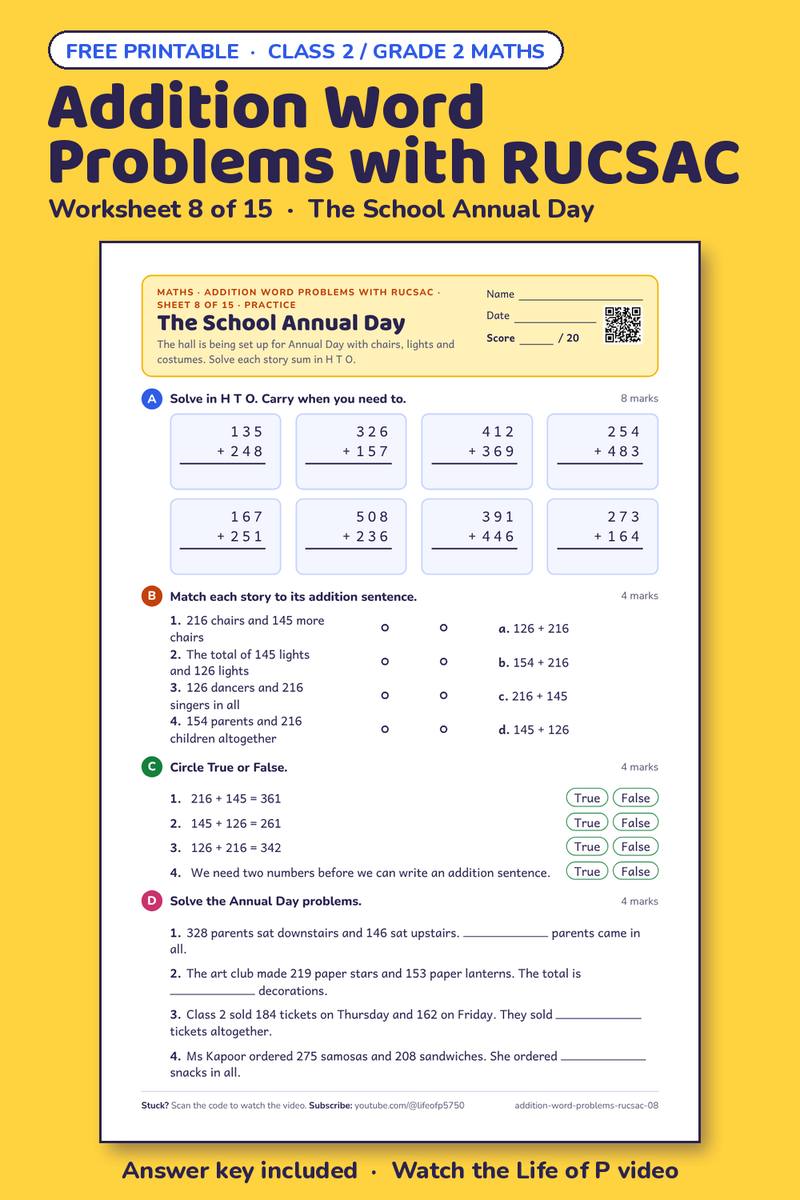 FREE PRINTABLE · CLASS 2 / GRADE 2 MATHS
Addition Word
Problems with RUCSAC
Worksheet 8 of 15 · The School Annual Day
MATHS · ADDITION WORD PROBLEMS WITH RUCSAC ·
SHEET 8 OF 15 · PRACTICE
The School Annual Day
The hall is being set up for Annual Day with chairs, lights and
costumes. Solve each story sum in H T O.
Name
Date
Score ______ / 20
A Solve in H T O. Carry when you need to. 8 marks
135 326 412 254
+ 248 + 157 + 369 + 483
167 508 391 273
+ 251 + 236 + 446 + 164
B Match each story to its addition sentence. 4 marks
1. 216 chairs and 145 more
chairs
a. 126 + 216
2. The total of 145 lights
and 126 lights
b. 154 + 216
3. 126 dancers and 216
singers in all
c. 216 + 145
4. 154 parents and 216
children altogether
d. 145 + 126
C Circle True or False. 4 marks
1. 216 + 145 = 361 True False
2. 145 + 126 = 261 True False
3. 126 + 216 = 342 True False
4. We need two numbers before we can write an addition sentence. True False
D Solve the Annual Day problems. 4 marks
1. 328 parents sat downstairs and 146 sat upstairs. ____________ parents came in
all.
2. The art club made 219 paper stars and 153 paper lanterns. The total is
____________ decorations.
3. Class 2 sold 184 tickets on Thursday and 162 on Friday. They sold ____________
tickets altogether.
4. Ms Kapoor ordered 275 samosas and 208 sandwiches. She ordered ____________
snacks in all.
Stuck? Scan the code to watch the video. Subscribe: youtube.com/@lifeofp5750 addition-word-problems-rucsac-08
Answer key included · Watch the Life of P video